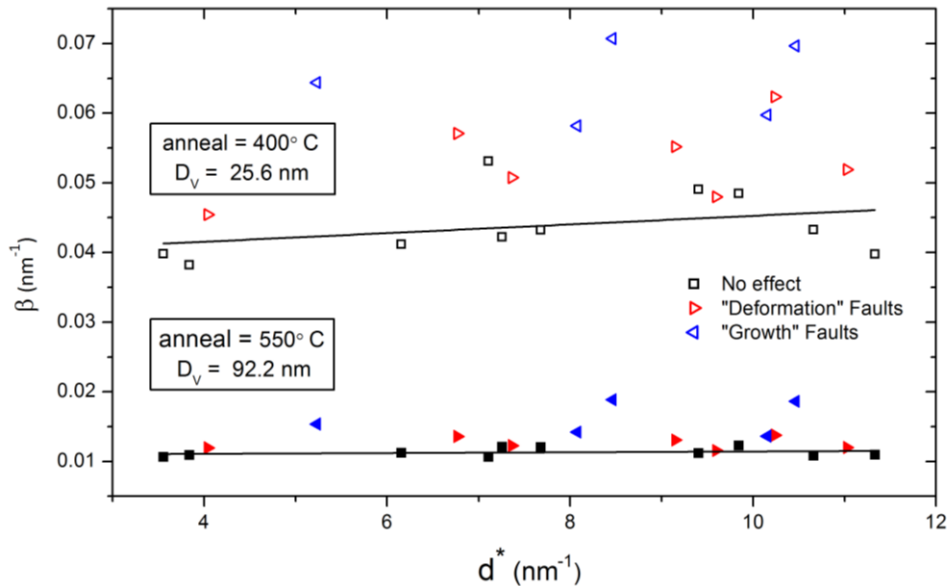 0.07
0.06
0.05
0.04
0.03
0.02
0.01
β (nm-1)
anneal = 400° C
DV = 25.6 nm
No effect
"Deformation" Faults
"Growth" Faults
anneal = 550° C
DV = 92.2 nm
4 6 8 10 12
d* (nm-1)